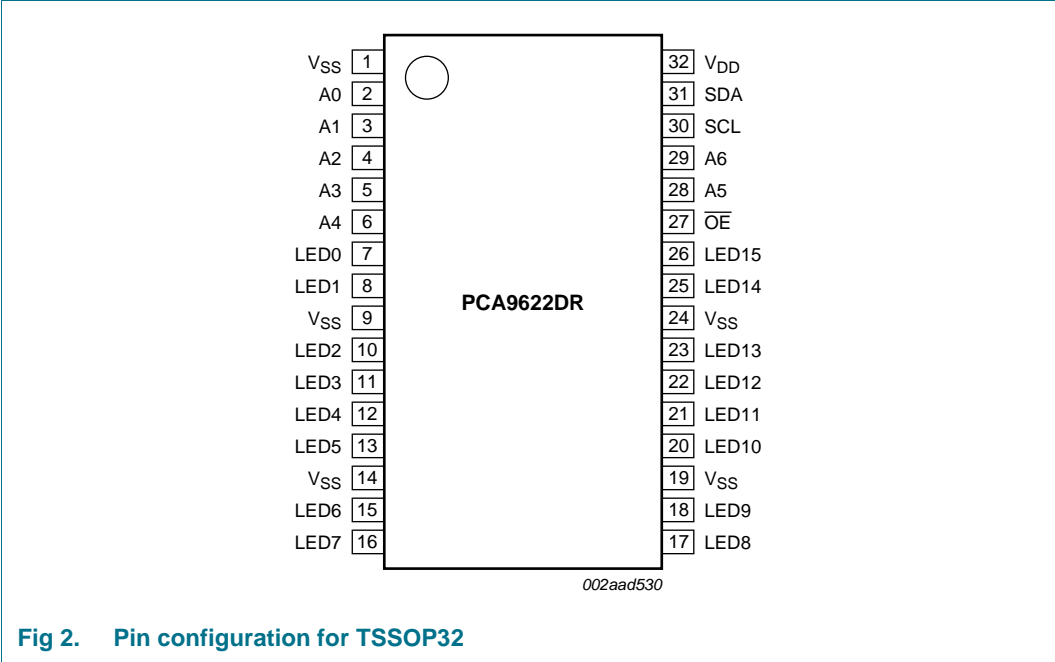 VSS 1 32 VDD
A0 2 31 SDA
A1 3 30 SCL
A2 4 29 A6
A3 5 28 A5
A4 6 27 O̅E̅
LED0 7 26 LED15
LED1 8 25 LED14
PCA9622DR
VSS 9 24 VSS
LED2 10 23 LED13
LED3 11 22 LED12
LED4 12 21 LED11
LED5 13 20 LED10
VSS 14 19 VSS
LED6 15 18 LED9
LED7 16 17 LED8
002aad530
Fig 2. Pin configuration for TSSOP32